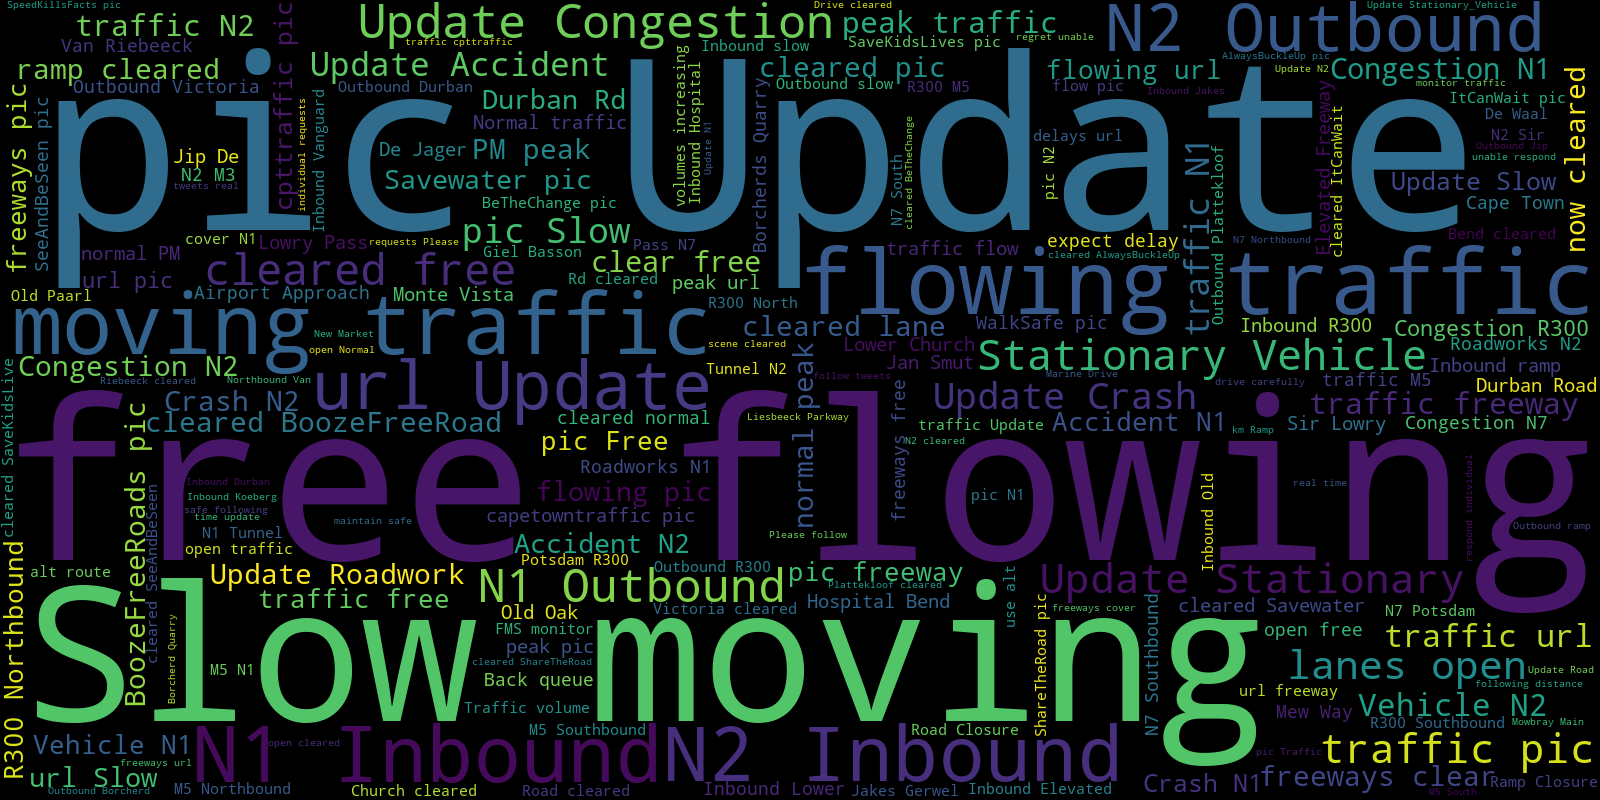 SpeedKillsFacts pic
traffic N2
Van Riebeeck
ramp cleared
Outbound Victoria
cpttraffic pic
Update Congestion
traffic cpttraffic
Update Accident
Outbound Durban
Durban Rd
Normal traffic
Inbound slow
Drive cleared
peak traffic
SaveKidsLives pic
cleared pic
Outbound slow
R300 M5
regret unable
N2 Outbound
flowing url
flow pic
Inbound Jakes
Update Stationary_Vehicle
AlwaysBuckleUp pic
Update N2
Congestion N1
monitor traffic
ItCanWait pic
De Waal
N2 Sir
Outbound Jip
unable respond
now cleared
freeways pic
SeeAndBeSeen pic
pic Update
Jip De
N2 M3
tweets real
individual requests
Inbound Vanguard
De Jager
PM peak
Savewater pic
BeTheChange pic
volumes increasing
Inbound Hospital
Update N1
Borcherds Quarry
N7 South
cleared BeTheChange
delays url
pic N2
traffic N1
Outbound Plattekloof
Elevated Freeway
cleared ItCanWait
Update Slow
Cape Town
Bend cleared
cover N1
Lowry Pass
requests Please
pic Slow
Giel Basson
Pass N7
clear free
Rd cleared
peak url
traffic flow
expect delay
cleared AlwaysBuckleUp
N7 Northbound
normal PM
url pic
cleared free
Old Paarl
Airport Approach
Monte Vista
R300 North
flowing traffic
moving traffic
New Market
open Normal
cleared lane
WalkSafe pic
Inbound R300
Congestion R300
Roadworks N2
scene cleared
Lower Church
Jan Smut
Stationary Vehicle
Inbound ramp
Congestion N2
Riebeeck cleared
Northbound Van
url Update
Tunnel N2
follow tweets
Marine Drive
drive carefully
traffic M5
Durban Road
cleared SaveKidsLive
Crash N2
cleared BoozeFreeRoad
cleared normal
Liesbeeck Parkway
normal peak
freeways free
Update Crash
traffic Update
Accident N1
km Ramp
Sir Lowry
traffic freeway
Congestion N7
pic Free
N2 cleared
free flowing
Roadworks N1
flowing pic
capetowntraffic pic
Inbound Durban
Inbound Koeberg
safe following
time update
N1 Tunnel
open traffic
maintain safe
pic N1
Please follow
Inbound Old
real time
respond individual
Outbound ramp
BoozeFreeRoads pic
cleared SeeAndBeSeen
Accident N2
Potsdam R300
Outbound R300
pic freeway
Plattekloof cleared
alt route
Update Roadwork
N1 Outbound
Update Stationary
R300 Northbound
traffic free
Old Oak
Victoria cleared
Hospital Bend
use alt
freeways cover
cleared Savewater
N7 Potsdam
Slow moving
Borcherd Quarry
M5 N1
FMS monitor
peak pic
cleared ShareTheRoad
Back queue
Traffic volume
ShareTheRoad pic
N7 Southbound
open free
traffic url
lanes open
Update Road
following distance
url freeway
Mew Way
Vehicle N2
R300 Southbound
Mowbray Main
Vehicle N1
N1 Inbound
open cleared
M5 Southbound
N2 Inbound
Road Closure
pic Traffic
traffic pic
freeways url
url Slow
Outbound Borcherd
M5 Northbound
Church cleared
Road cleared
Inbound Lower
Jakes Gerwel
Inbound Elevated
Crash N1
freeways clear
M5 South
Ramp Closure